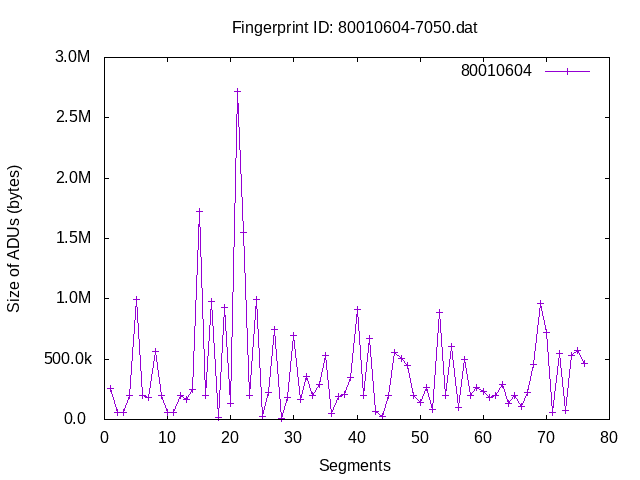 Fingerprint ID: 80010604-7050.dat
80010604
3.0M
2.5M
2.0M
1.5M
1.0M
500.0k
0.0
Size of ADUs (bytes)
0 10 20 30 40 50 60 70 80
Segments